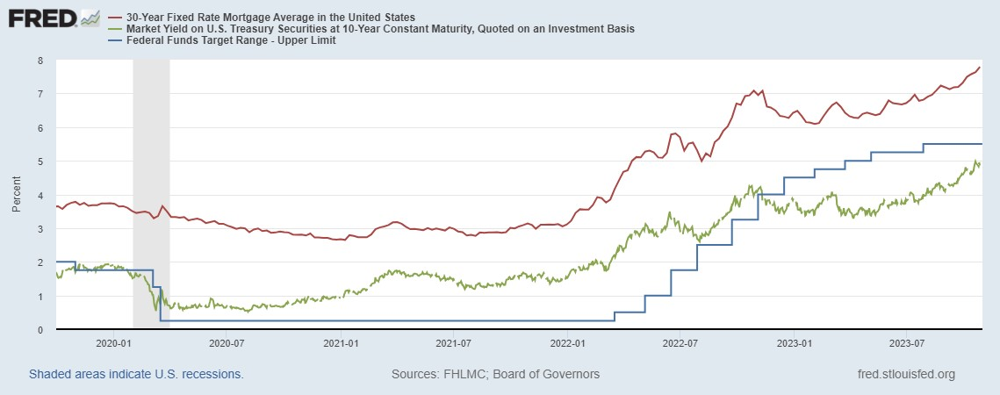 FRED
30-Year Fixed Rate Mortgage Average in the United States
Market Yield on U.S. Treasury Securities at 10-Year Constant Maturity, Quoted on an Investment Basis
Federal Funds Target Range - Upper Limit
Percent
8
7
6
5
4
3
2
1
0
2020-01 2020-07 2021-01 2021-07 2022-01 2022-07 2023-01 2023-07
Shaded areas indicate U.S. recessions. Sources: FHLMC; Board of Governors fred.stlouisfed.org